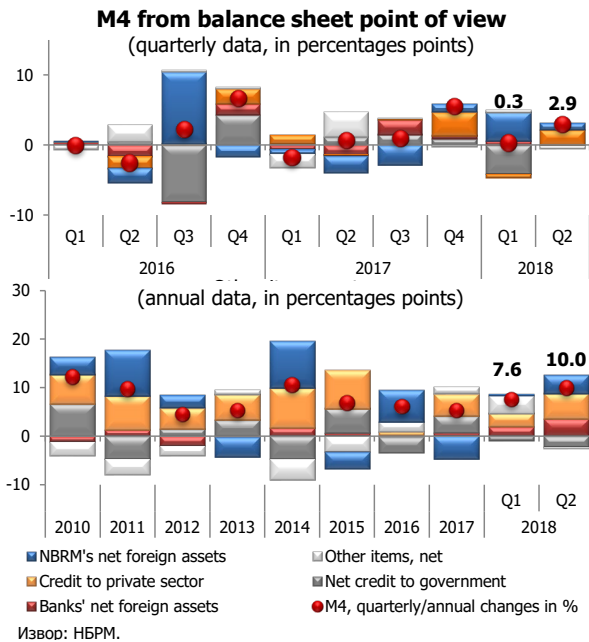 M4 from balance sheet point of view
(quarterly data, in percentages points)
10
0.3 2.9
0
-10
Q1 Q2 Q3 Q4 Q1 Q2 Q3 Q4 Q1 Q2
2016 2017 2018
30
(annual data, in percentages points)
20
7.6 10.0
10
0
-10
Q1 Q2
2010 2011 2012 2013 2014 2015 2016 2017 2018
NBRM's net foreign assets Other items, net
Credit to private sector Net credit to government
Banks' net foreign assets M4, quarterly/annual changes in %
Извор: НБРМ.